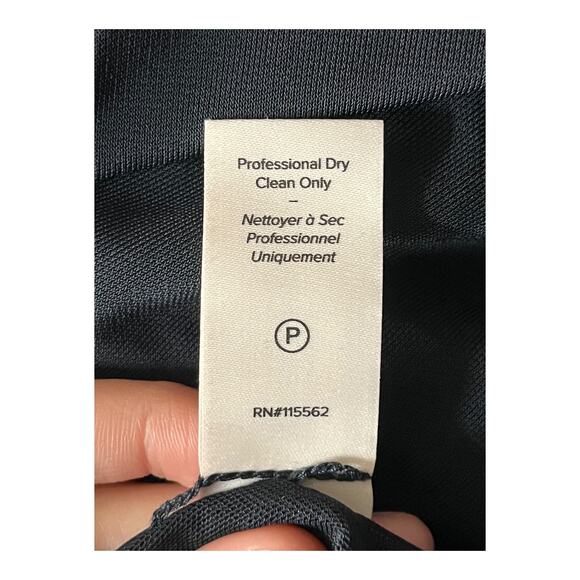 Professional Dry
Clean Only
–
Nettoyer à Sec
Professionnel
Uniquement
P
RN#115562